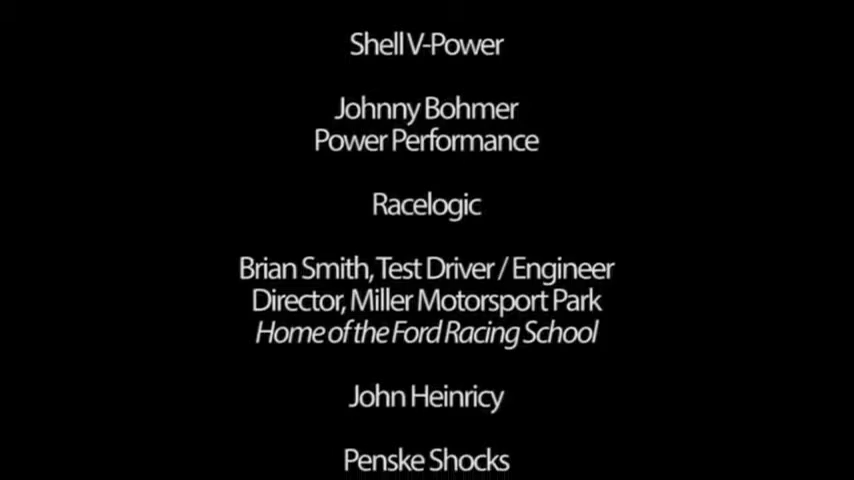 Shell V-Power
Johnny Bohmer
Power Performance
Racelogic
Brian Smith, Test Driver / Engineer
Director, Miller Motorsport Park
Home of the Ford Racing School
John Heinricy
Penske Shocks